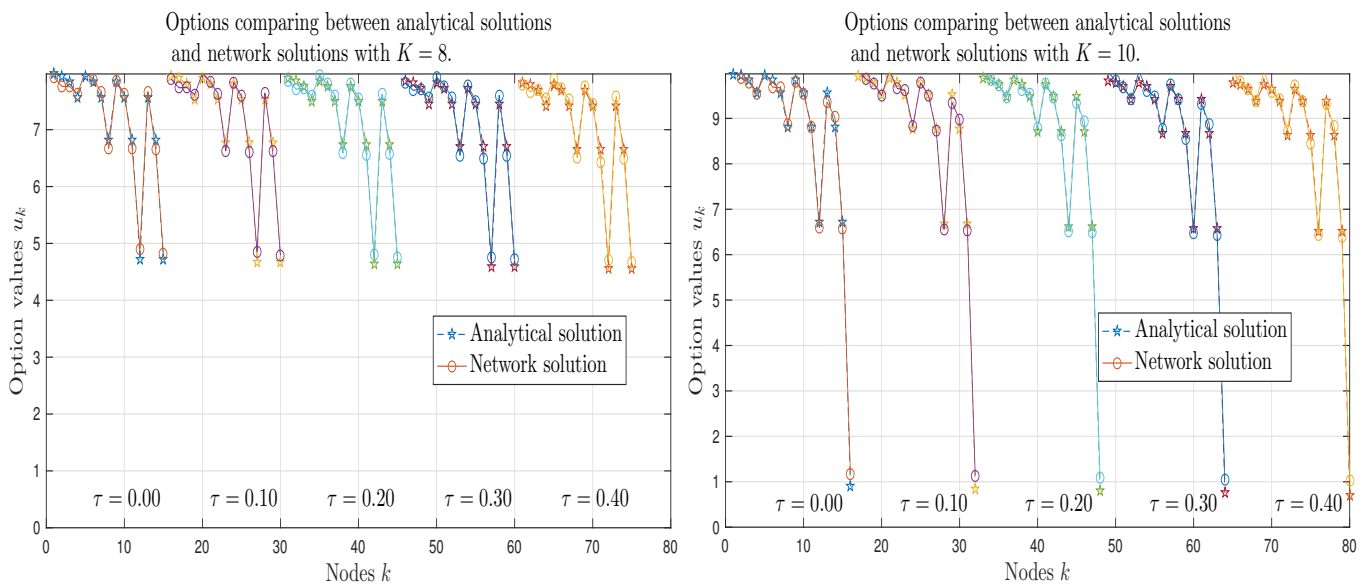 Options comparing between analytical solutions
and network solutions with K = 8.
Option values u_k
7
6
5
4
3
2
1
0
Analytical solution
Network solution
τ = 0.00
τ = 0.10
τ = 0.20
τ = 0.30
τ = 0.40
0 10 20 30 40 50 60 70 80
Nodes k
Options comparing between analytical solutions
and network solutions with K = 10.
Option values u_k
9
8
7
6
5
4
3
2
1
0
Analytical solution
Network solution
τ = 0.00
τ = 0.10
τ = 0.20
τ = 0.30
τ = 0.40
0 10 20 30 40 50 60 70 80
Nodes k